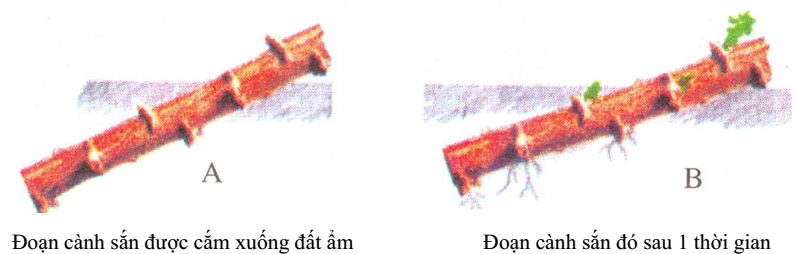 A
B
Đoạn cành sắn được cắm xuống đất ẩm
Đoạn cành sắn đó sau 1 thời gian